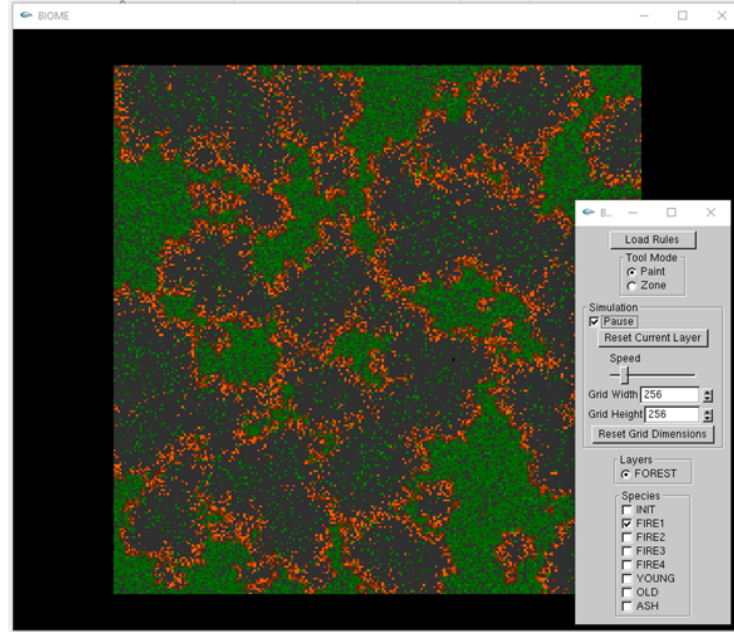 BIOME
B..
Load Rules
Tool Mode
Paint
Zone
Simulation
Pause
Reset Current Layer
Speed
Grid Width 256
Grid Height 256
Reset Grid Dimensions
Layers
FOREST
Species
INIT
FIRE1
FIRE2
FIRE3
FIRE4
YOUNG
OLD
ASH